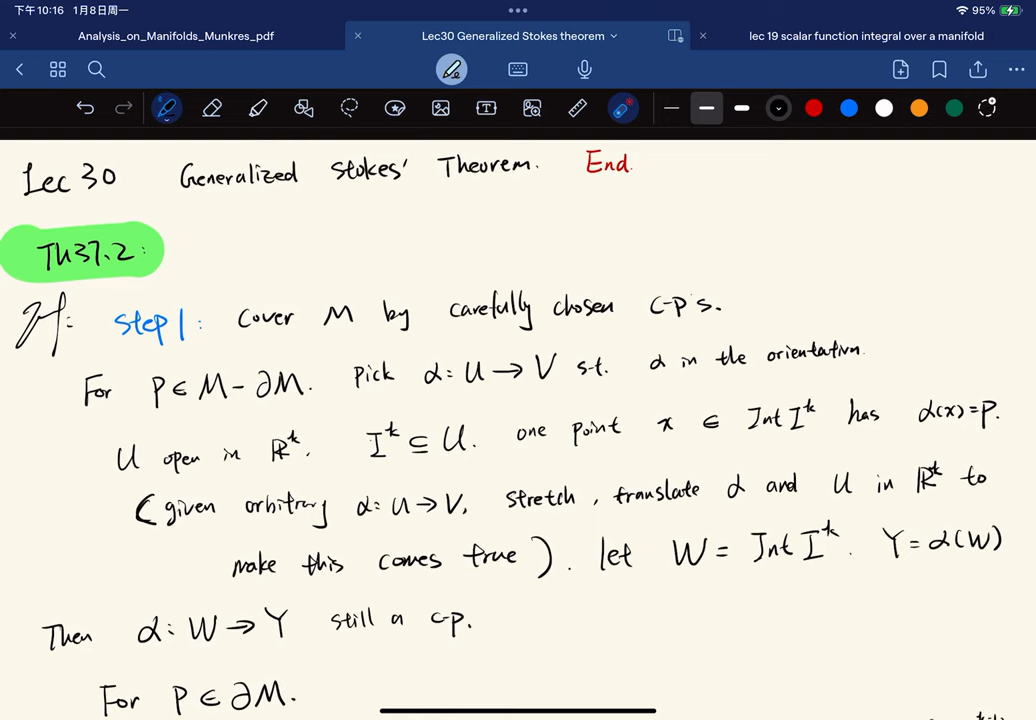 下午10:16 1月8日周一
95%
Analysis_on_Manifolds_Munkres_pdf
Lec30 Generalized Stokes theorem
lec 19 scalar function integral over a manifold
Lec 30 Generalized Stokes' Theorem. End.
Th37.2:
Pf: Step 1: Cover M by carefully chosen c-p's.
For P ∈ M - ∂M. Pick α: U → V s.t. α in the orientation.
U open in ℝ^k. I^k ⊆ U. one point x ∈ Int I^k has α(x)=P.
(given orbitrary α: U → V, stretch, translate α and U in ℝ^k to
make this comes true). let W = Int I^k. Y = α(W)
Then α: W → Y still a c-p.
For P ∈ ∂M.